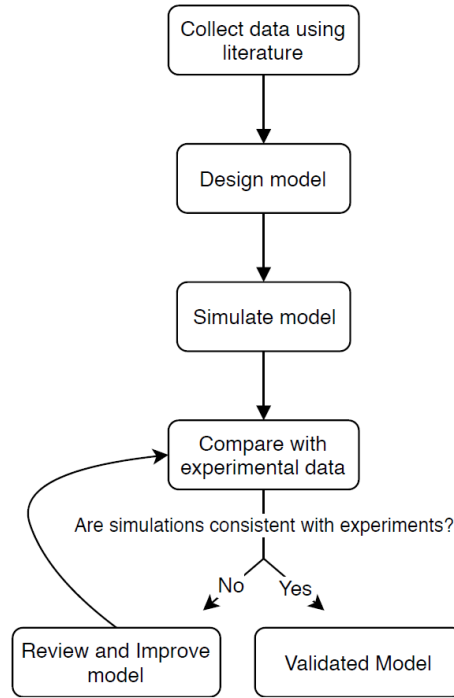 Collect data using
literature
Design model
Simulate model
Compare with
experimental data
Are simulations consistent with experiments?
No
Yes
Review and Improve
model
Validated Model